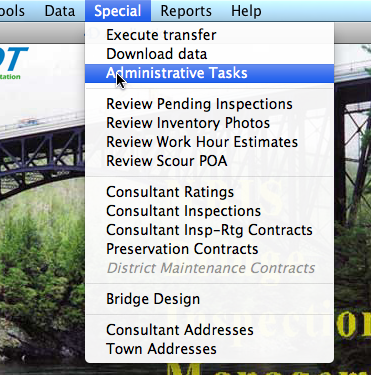 ools Data Special Reports Help
OT
tation
Execute transfer
Download data
Administrative Tasks
Review Pending Inspections
Review Inventory Photos
Review Work Hour Estimates
Review Scour POA
Consultant Ratings
Consultant Inspections
Consultant Insp-Rtg Contracts
Preservation Contracts
District Maintenance Contracts
Bridge Design
Consultant Addresses
Town Addresses